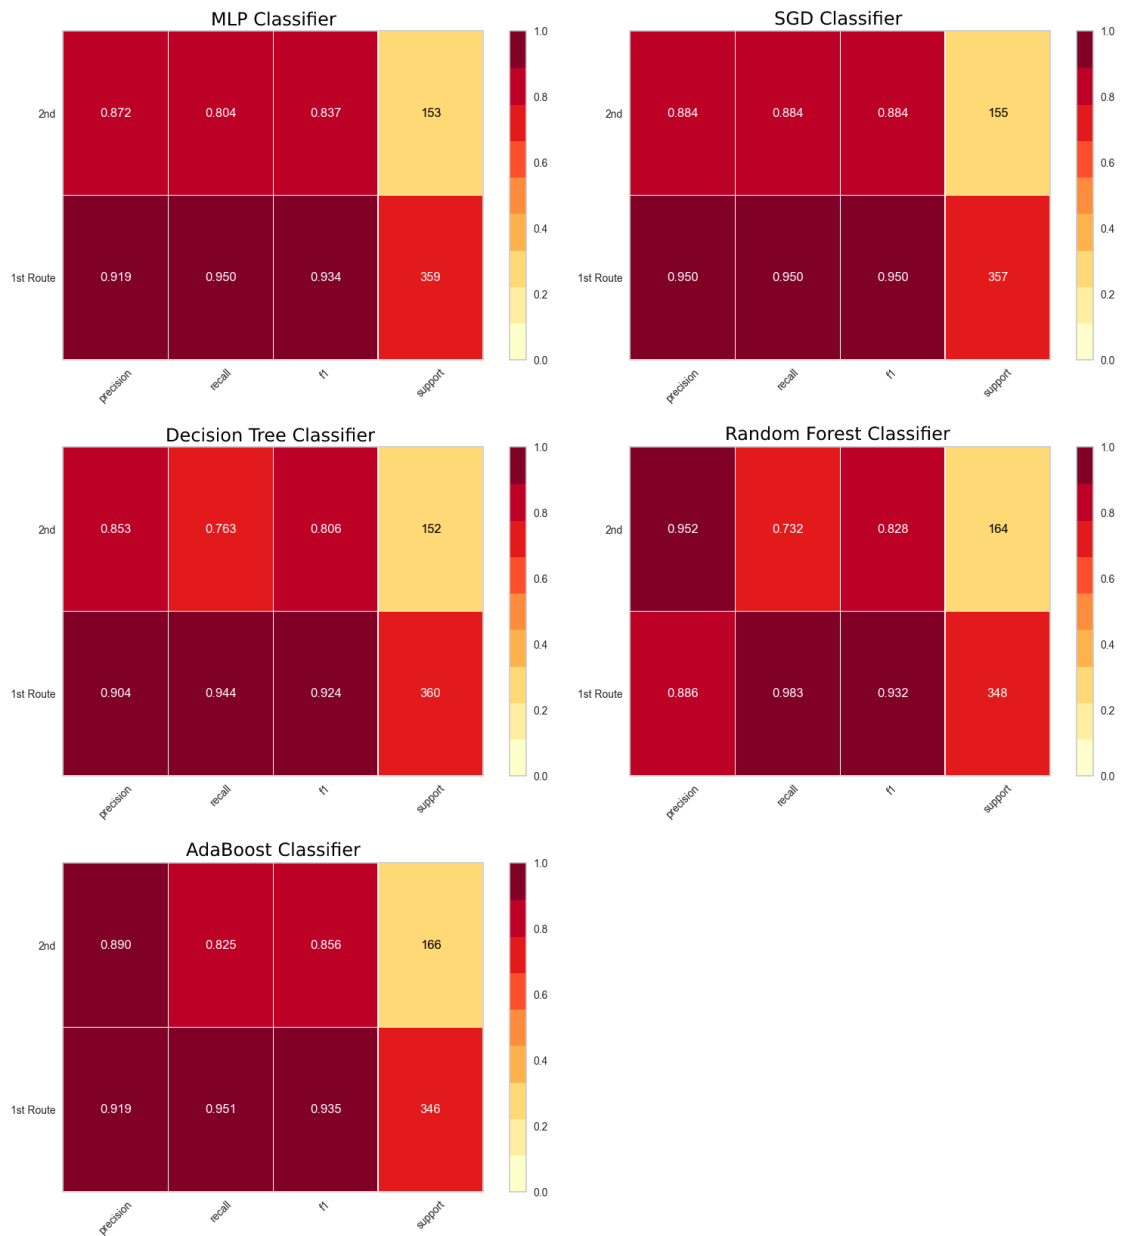 MLP Classifier
2nd 0.872 0.804 0.837 153
1st Route 0.919 0.950 0.934 359
precision recall f1 support
1.0
0.8
0.6
0.4
0.2
0.0
SGD Classifier
2nd 0.884 0.884 0.884 155
1st Route 0.950 0.950 0.950 357
precision recall f1 support
1.0
0.8
0.6
0.4
0.2
0.0
Decision Tree Classifier
2nd 0.853 0.763 0.806 152
1st Route 0.904 0.944 0.924 360
precision recall f1 support
1.0
0.8
0.6
0.4
0.2
0.0
Random Forest Classifier
2nd 0.952 0.732 0.828 164
1st Route 0.886 0.983 0.932 348
precision recall f1 support
1.0
0.8
0.6
0.4
0.2
0.0
AdaBoost Classifier
2nd 0.890 0.825 0.856 166
1st Route 0.919 0.951 0.935 346
precision recall f1 support
1.0
0.8
0.6
0.4
0.2
0.0